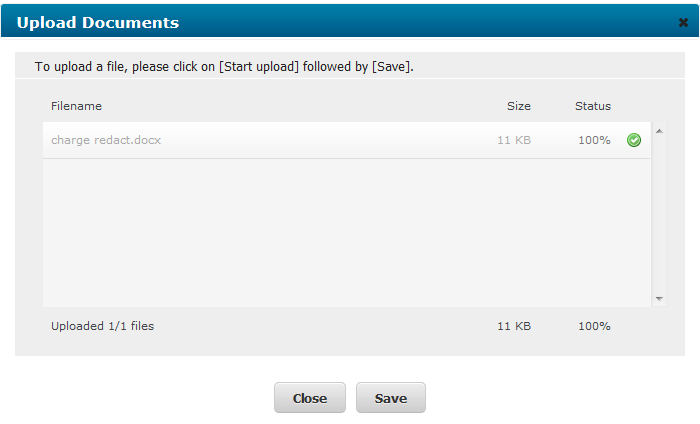 Upload Documents
To upload a file, please click on [Start upload] followed by [Save].
Filename Size Status
charge redact.docx 11 KB 100%
Uploaded 1/1 files 11 KB 100%
Close Save